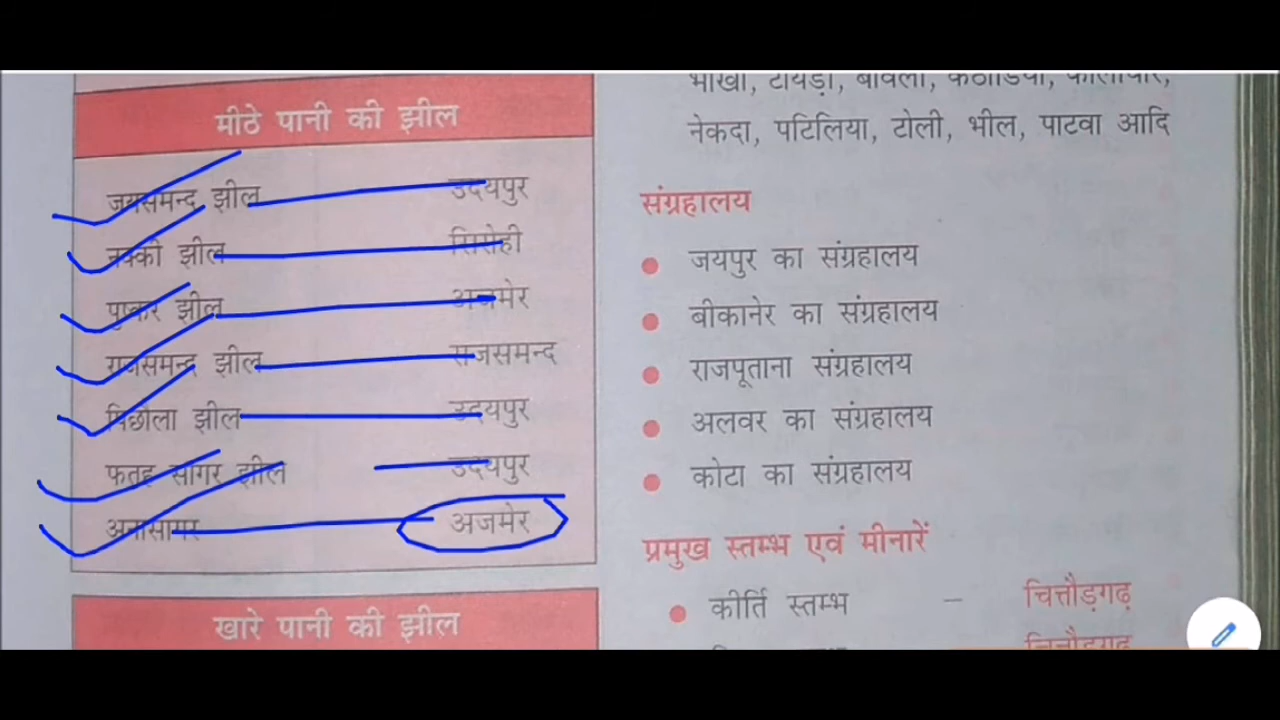 मीठे पानी की झील
जयसमन्द झील उदयपुर
नक्की झील सिरोही
पुष्कर झील अजमेर
राजसमन्द झील राजसमन्द
पिछोला झील उदयपुर
फतह सागर झील उदयपुर
अनासागर अजमेर
खारे पानी की झील
नेकदा, पटिलिया, टोली, भील, पाटवा आदि
संग्रहालय
जयपुर का संग्रहालय
बीकानेर का संग्रहालय
राजपूताना संग्रहालय
अलवर का संग्रहालय
कोटा का संग्रहालय
प्रमुख स्तम्भ एवं मीनारें
कीर्ति स्तम्भ – चित्तौड़गढ़